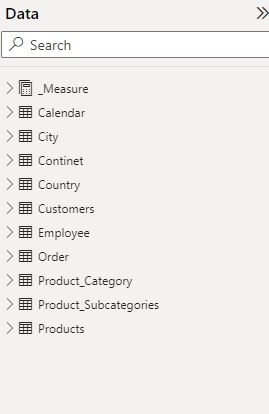 Data
Search
_Measure
Calendar
City
Continet
Country
Customers
Employee
Order
Product_Category
Product_Subcategories
Products